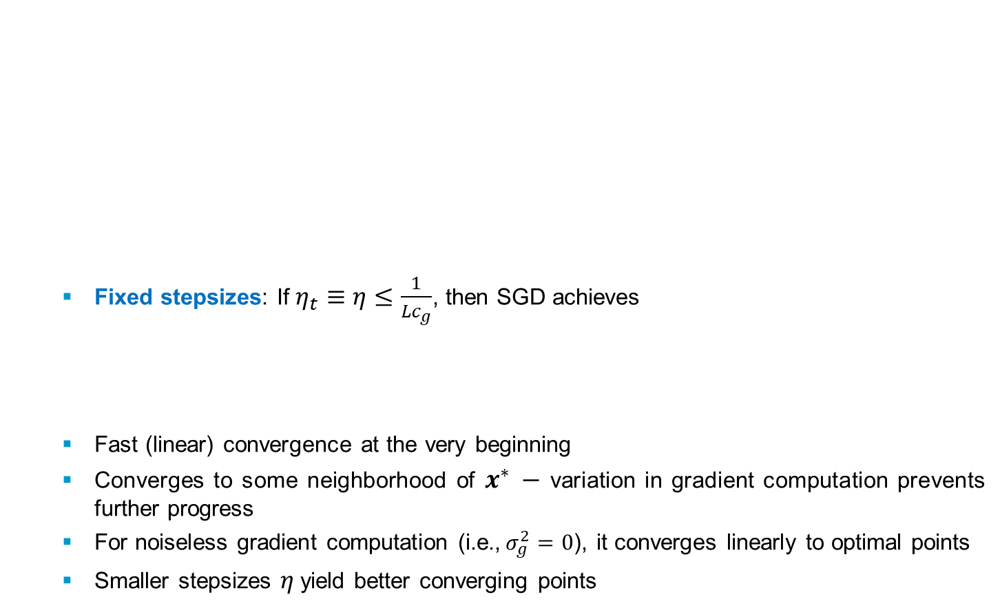 ▪ Fixed stepsizes: If $\eta_t \equiv \eta \leq \frac{1}{Lc_g}$, then SGD achieves
▪ Fast (linear) convergence at the very beginning
▪ Converges to some neighborhood of $\boldsymbol{x}^*$ − variation in gradient computation prevents
further progress
▪ For noiseless gradient computation (i.e., $\sigma_g^2 = 0$), it converges linearly to optimal points
▪ Smaller stepsizes $\eta$ yield better converging points